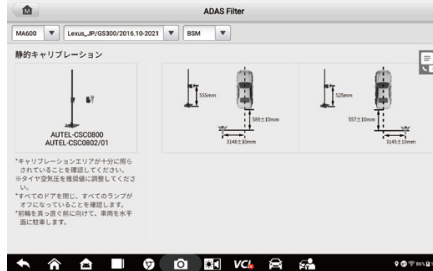 ADAS Filter
MA600
Lexus_JP/GS300/2016.10-2021
BSM
静的キャリブレーション
AUTEL-CSC0800
AUTEL-CSC0802/01
*キャリブレーションエリアが十分に照ら
されていることを確認してください。
※タイヤ空気圧を推奨値に調整してくださ
い。
*すべてのドアを閉じ、すべてのランプが
オフになっていることを確認します。
*前輪を真っ直ぐ前に向けて、車両を水平
面に駐車します。
555mm
589±10mm
3148±10mm
525mm
557±10mm
3145±10mm
VCI